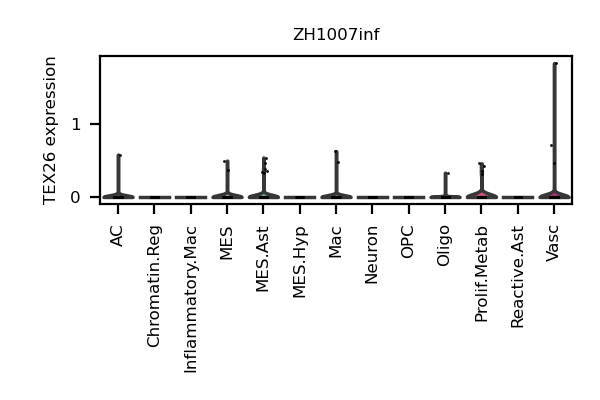 ZH1007inf
TEX26 expression
1
0
AC
Chromatin.Reg
Inflammatory.Mac
MES
MES.Ast
MES.Hyp
Mac
Neuron
OPC
Oligo
Prolif.Metab
Reactive.Ast
Vasc